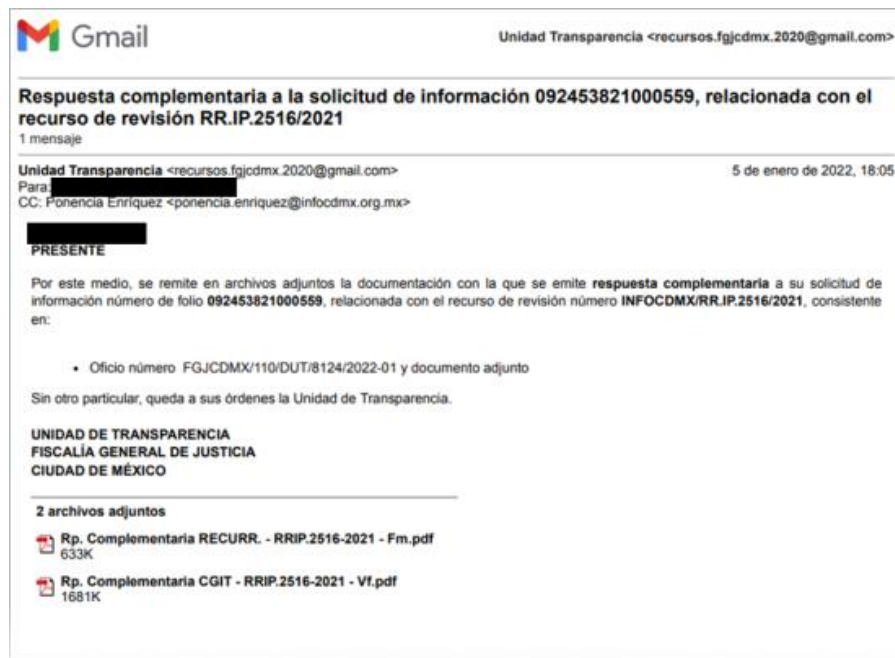 Gmail
Unidad Transparencia <recursos.fgjcdmx.2020@gmail.com>
Respuesta complementaria a la solicitud de información 092453821000559, relacionada con el
recurso de revisión RR.IP.2516/2021
1 mensaje
Unidad Transparencia <recursos.fgjcdmx.2020@gmail.com>
5 de enero de 2022, 18:05
Para:
CC: Ponencia Enríquez <ponencia.enriquez@infocdmx.org.mx>
PRESENTE
Por este medio, se remite en archivos adjuntos la documentación con la que se emite respuesta complementaria a su solicitud de
información número de folio 092453821000559, relacionada con el recurso de revisión número INFOCDMX/RR.IP.2516/2021, consistente
en:
• Oficio número FGJCDMX/110/DUT/8124/2022-01 y documento adjunto
Sin otro particular, queda a sus órdenes la Unidad de Transparencia.
UNIDAD DE TRANSPARENCIA
FISCALÍA GENERAL DE JUSTICIA
CIUDAD DE MÉXICO
2 archivos adjuntos
Rp. Complementaria RECURR. - RRIP.2516-2021 - Fm.pdf
633K
Rp. Complementaria CGIT - RRIP.2516-2021 - Vf.pdf
1681K